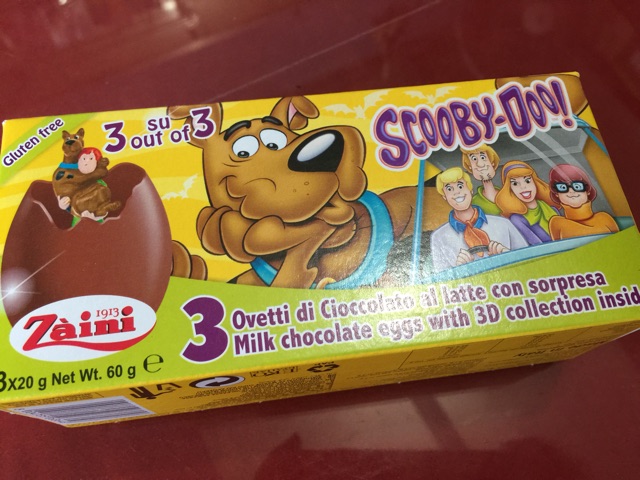 Gluten free
3 su 3
out of
SCOOBY-DOO!
1913
Zàini
3 Ovetti di Cioccolato al latte con sorpresa
Milk chocolate eggs with 3D collection insid
3x20 g Net Wt. 60 g e